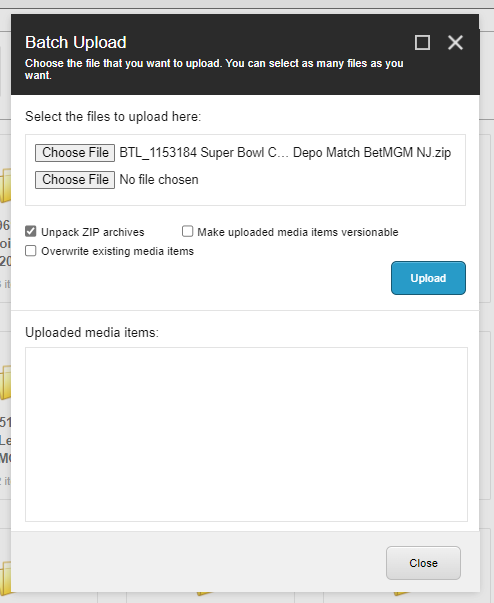 Batch Upload
Choose the file that you want to upload. You can select as many files as you
want.
Select the files to upload here:
Choose File BTL_1153184 Super Bowl C... Depo Match BetMGM NJ.zip
Choose File No file chosen
Unpack ZIP archives
Make uploaded media items versionable
Overwrite existing media items
Upload
Uploaded media items:
Close